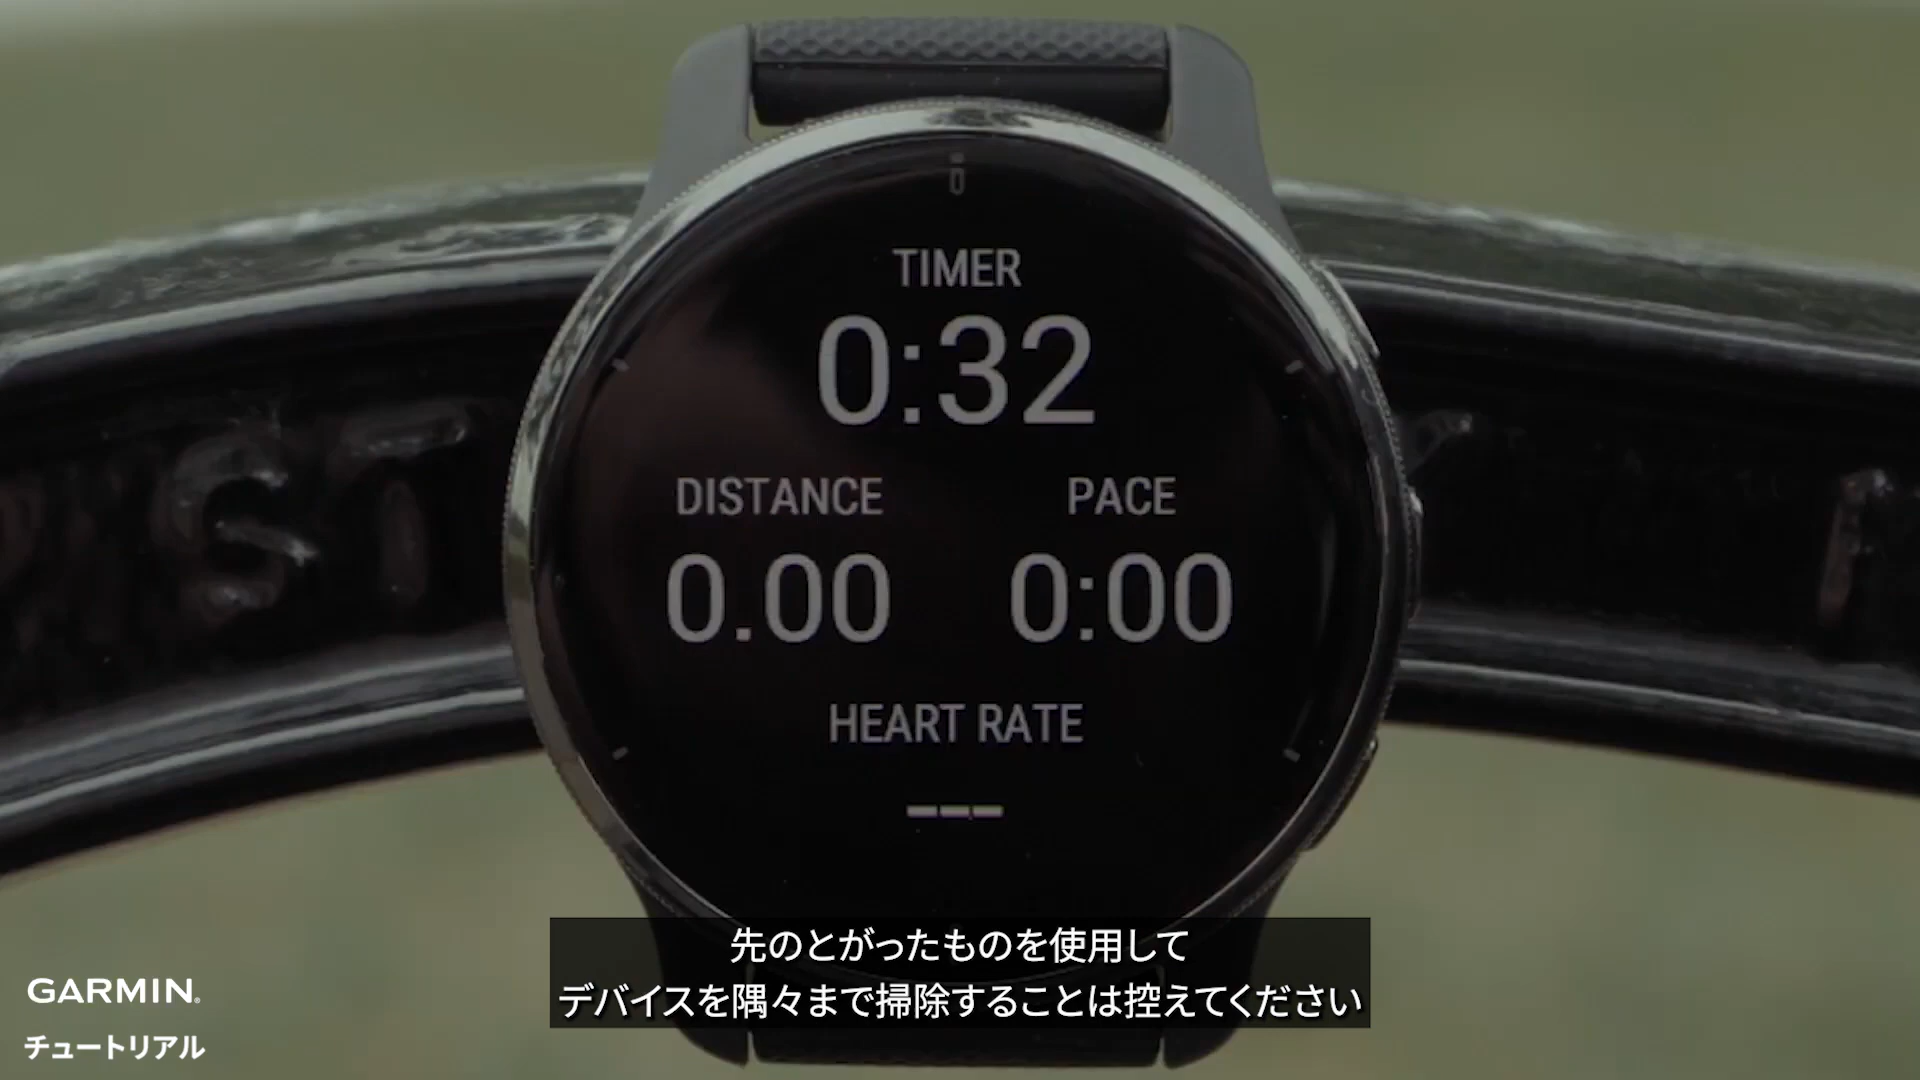 TIMER
0:32
DISTANCE PACE
0.00 0:00
HEART RATE
---
先のとがったものを使用して
デバイスを隅々まで掃除することは控えてください
GARMIN
チュートリアル